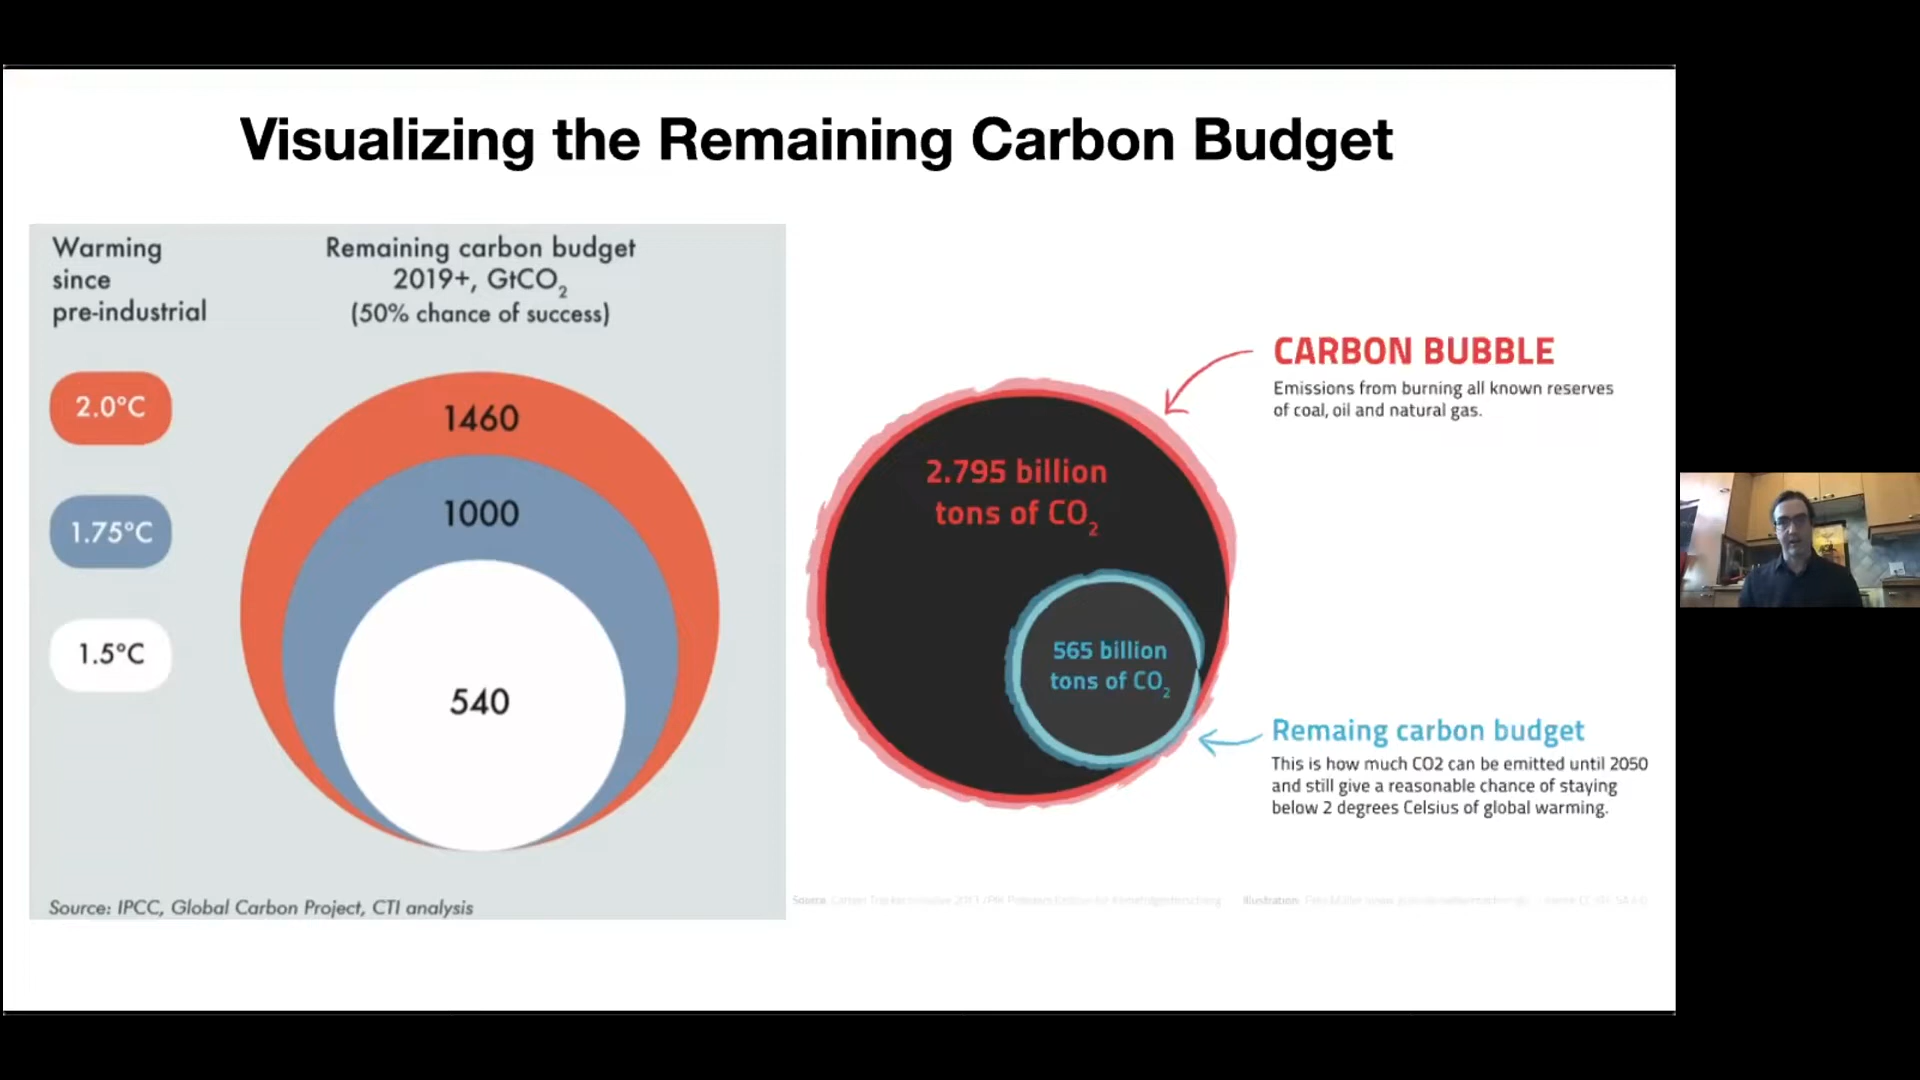 Visualizing the Remaining Carbon Budget
Warming
since
pre-industrial
Remaining carbon budget
2019+, GtCO2
(50% chance of success)
2.0°C
1.75°C
1.5°C
1460
1000
540
Source: IPCC, Global Carbon Project, CTI analysis
CARBON BUBBLE
Emissions from burning all known reserves
of coal, oil and natural gas.
2.795 billion
tons of CO2
565 billion
tons of CO2
Remaing carbon budget
This is how much CO2 can be emitted until 2050
and still give a reasonable chance of staying
below 2 degrees Celsius of global warming.